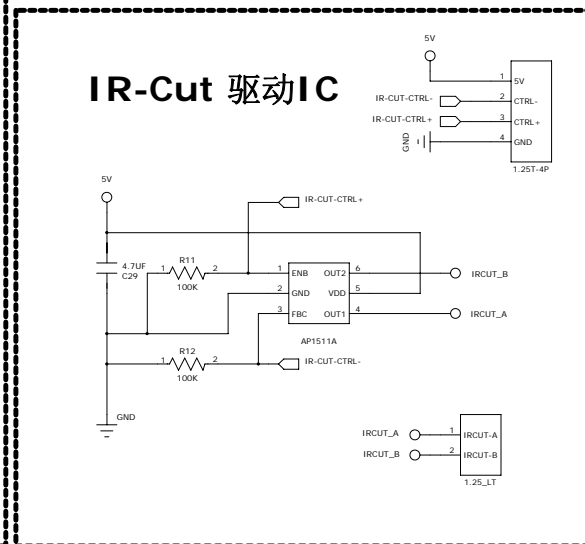 IR-Cut 驱动IC
5V
1 5V
IR-CUT-CTRL- 2 CTRL-
IR-CUT-CTRL+ 3 CTRL+
GND 4 GND
1.25T-4P
5V
IR-CUT-CTRL+
4.7UF
C29
R11
1 2
100K
1 ENB OUT2 6 IRCUT_B
2 GND VDD 5
3 FBC OUT1 4 IRCUT_A
AP1511A
R12
1 2
100K
IR-CUT-CTRL-
GND
IRCUT_A 1 IRCUT-A
IRCUT_B 2 IRCUT-B
1.25_LT